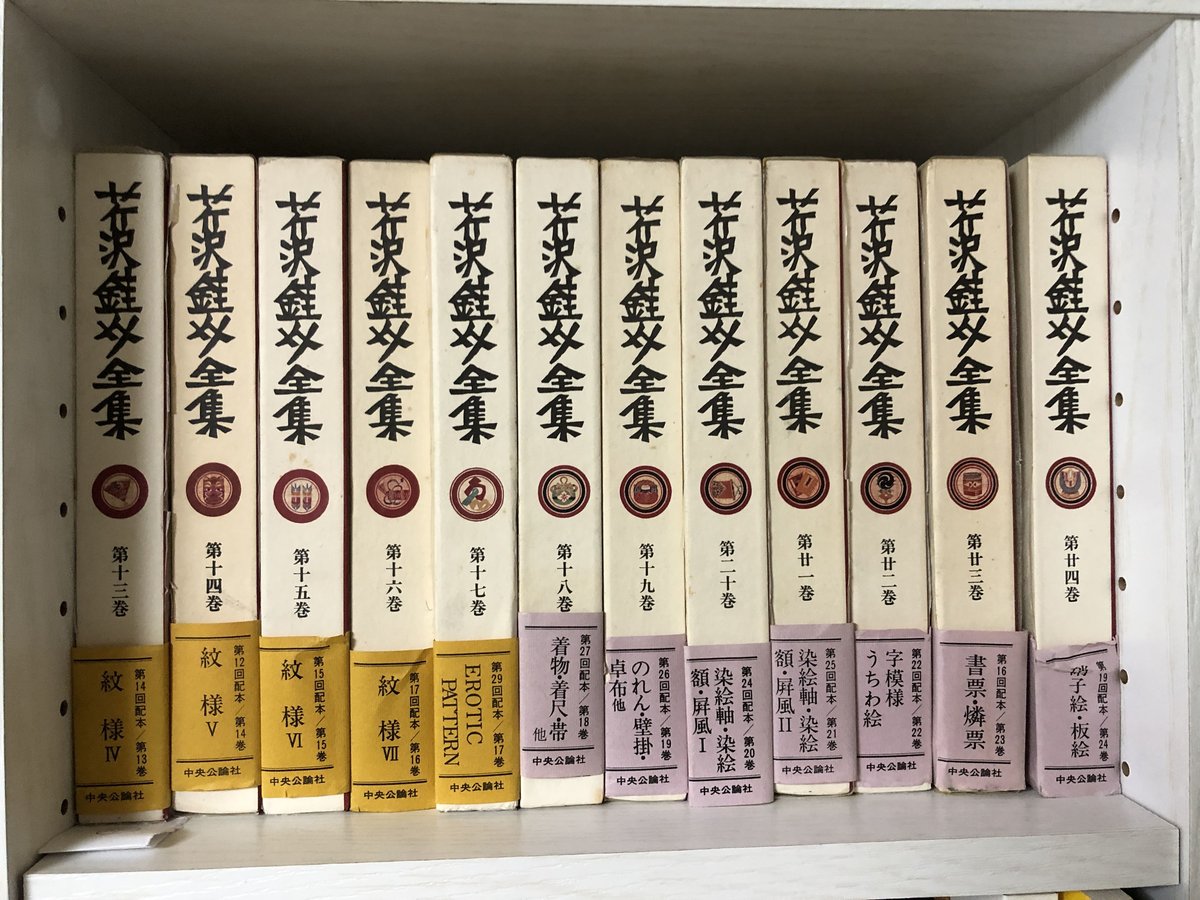 芹沢銈介全集
第十三巻
第14回配本/第13巻
紋様Ⅳ
中央公論社
芹沢銈介全集
第十四巻
第12回配本/第14巻
紋様Ⅴ
中央公論社
芹沢銈介全集
第十五巻
第15回配本/第15巻
紋様Ⅵ
中央公論社
芹沢銈介全集
第十六巻
第17回配本/第16巻
紋様Ⅶ
中央公論社
芹沢銈介全集
第十七巻
第29回配本/第17巻
EROTIC
PATTERN
中央公論社
芹沢銈介全集
第十八巻
第27回配本/第18巻
着物・着尺・帯
他
中央公論社
芹沢銈介全集
第十九巻
第26回配本/第19巻
のれん・壁掛・
卓布他
中央公論社
芹沢銈介全集
第二十巻
第24回配本/第20巻
染絵軸・染絵
額・屏風Ⅰ
中央公論社
芹沢銈介全集
第廿一巻
第25回配本/第21巻
染絵軸・染絵
額・屏風Ⅱ
中央公論社
芹沢銈介全集
第廿二巻
第22回配本/第22巻
字模様
うちわ絵
中央公論社
芹沢銈介全集
第廿三巻
第16回配本/第23巻
書票・燐票
中央公論社
芹沢銈介全集
第廿四巻
第19回配本/第24巻
子絵・板絵
中央公論社